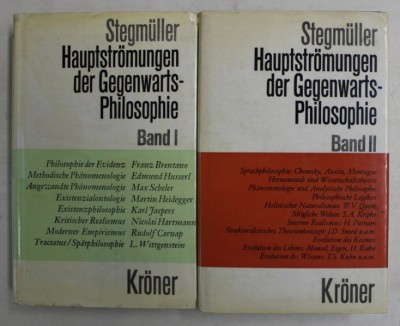 Stegmüller
Hauptströmungen
der Gegenwarts-
Philosophie
Band I
Philosophie der Evidenz Franz Brentano
Methodische Phänomenologie Edmund Husserl
Angewandte Phänomenologie Max Scheler
Existenzialontologie Martin Heidegger
Existenzphilosophie Karl Jaspers
Kritischer Realismus Nicolai Hartmann
Moderner Empirismus Rudolf Carnap
Tractatus / Spätphilosophie L. Wittgenstein
Kröner
Stegmüller
Hauptströmungen
der Gegenwarts-
Philosophie
Band II
Sprachphilosophie: Chomsky, Austin, Montague
Hermeneutik und Wissenschaftstheorie
Phänomenologie und Analytische Philosophie
Philosophische Logiken
Holistischer Naturalismus: W.V. Quine
Mögliche Welten: S.A. Kripke
Interner Realismus: H. Putnam
Strukturalistisches Theorienkonzept: J.D. Sneed u.v.m.
Evolution des Kosmos
Evolution des Lebens: Monod, Eigen, H. Kuhn
Evolution des Wissens: T.S. Kuhn u.a.m.
Kröner